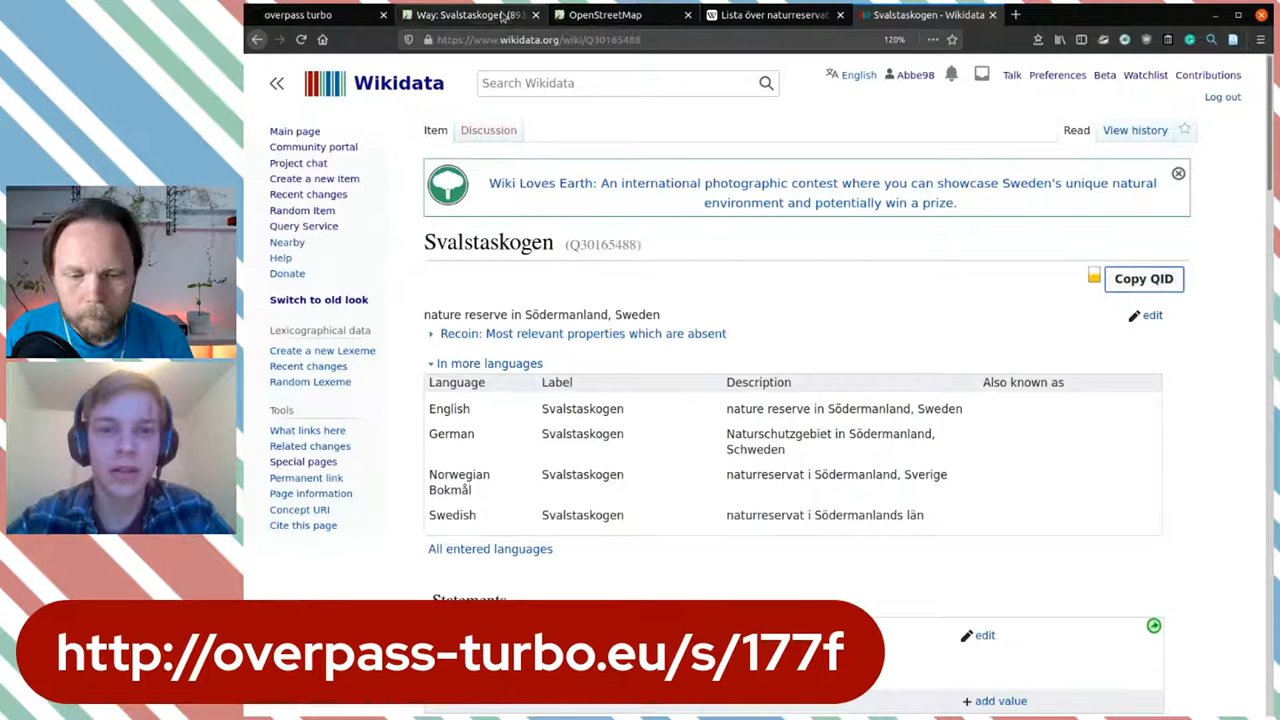 overpass turbo
Way: Svalstaskogen (893
OpenStreetMap
Lista över naturreservat
Svalstaskogen - Wikidata
https://www.wikidata.org/wiki/Q30165488
120%
Wikidata
Search Wikidata
English
Abbe98
Talk
Preferences
Beta
Watchlist
Contributions
Log out
Main page
Community portal
Project chat
Create a new Item
Recent changes
Random Item
Query Service
Nearby
Help
Donate
Switch to old look
Lexicographical data
Create a new Lexeme
Recent changes
Random Lexeme
Tools
What links here
Related changes
Special pages
Permanent link
Page information
Concept URI
Cite this page
Item
Discussion
Read
View history
Wiki Loves Earth: An international photographic contest where you can showcase Sweden's unique natural
environment and potentially win a prize.
Svalstaskogen (Q30165488)
Copy QID
nature reserve in Södermanland, Sweden
edit
Recoin: Most relevant properties which are absent
In more languages
Language Label Description Also known as
English Svalstaskogen nature reserve in Södermanland, Sweden
German Svalstaskogen Naturschutzgebiet in Södermanland,
Schweden
Norwegian Svalstaskogen naturreservat i Södermanland, Sverige
Bokmål
Swedish Svalstaskogen naturreservat i Södermanlands län
All entered languages
Statements
edit
+ add value
http://overpass-turbo.eu/s/177f